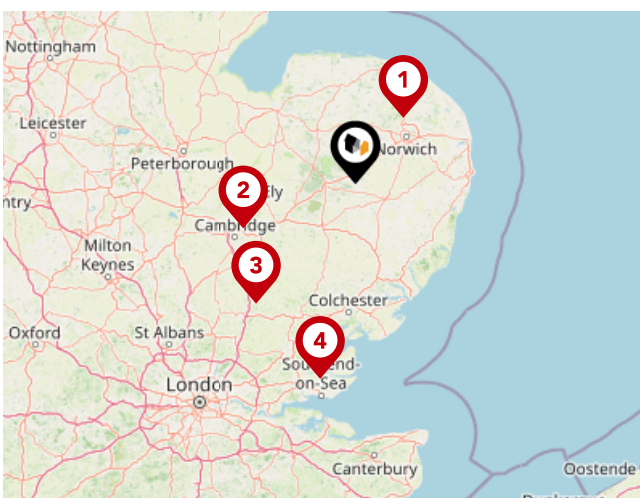 Nottingham
1
Leicester
Norwich
Peterborough
2
Ely
ntry
Cambridge
Milton
Keynes
3
Colchester
Oxford
St Albans
4
Southend-
on-Sea
London
Canterbury
Oostende